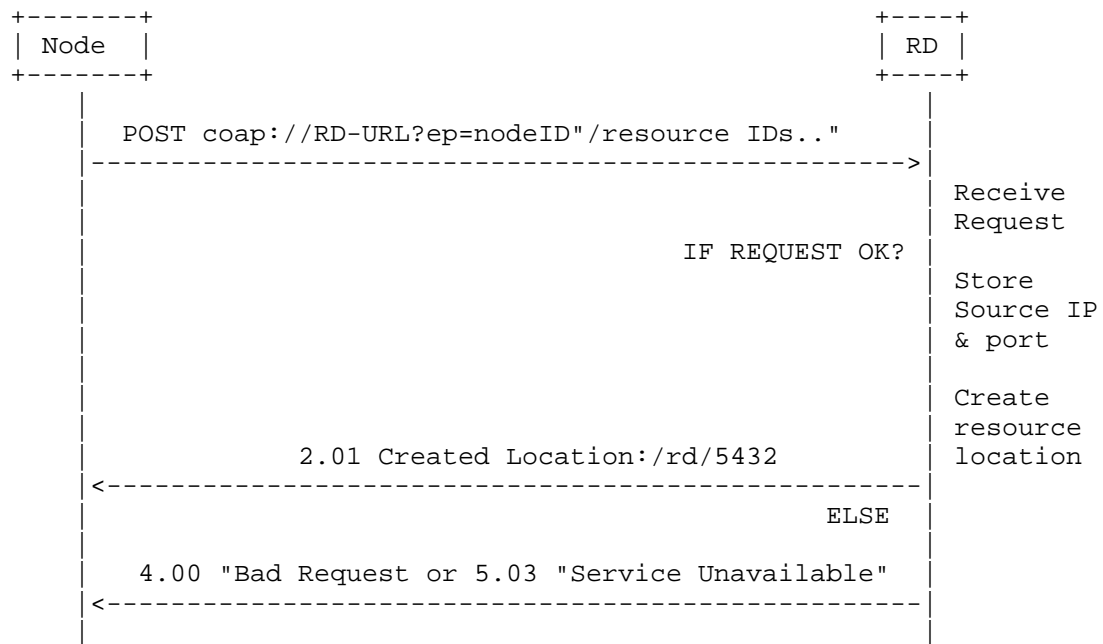 Node RD
POST coap://RD-URL?ep=nodeID"/resource IDs.."
Receive
Request
IF REQUEST OK?
Store
Source IP
& port
Create
resource
2.01 Created Location:/rd/5432 location
ELSE
4.00 "Bad Request or 5.03 "Service Unavailable"